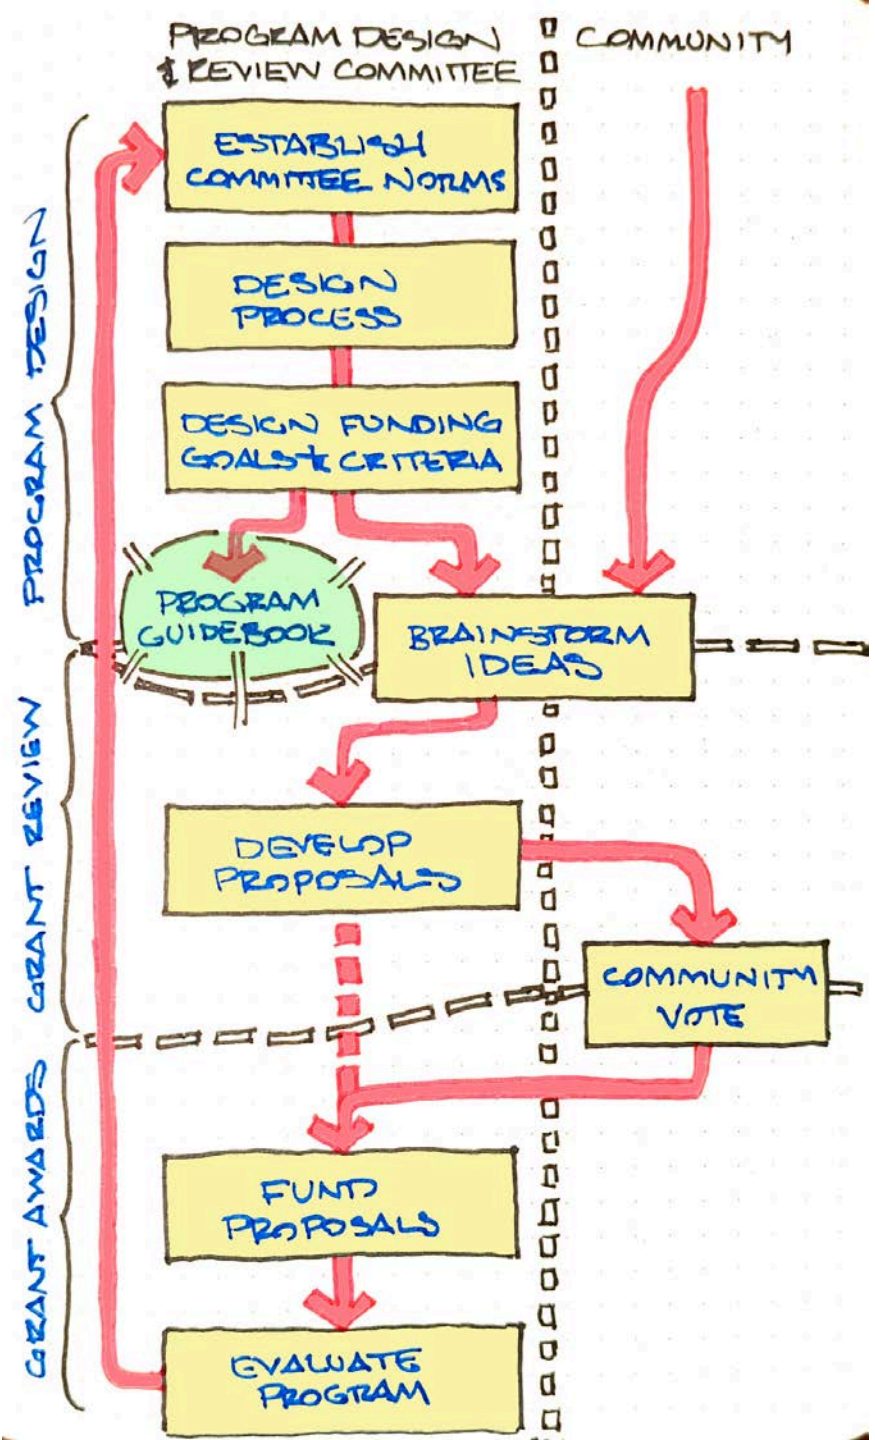 PROGRAM DESIGN
& REVIEW COMMITTEE
COMMUNITY
PROGRAM DESIGN
ESTABLISH
COMMITTEE NORMS
DESIGN
PROCESS
DESIGN FUNDING
GOALS & CRITERIA
PROGRAM
GUIDEBOOK
BRAINSTORM
IDEAS
GRANT REVIEW
DEVELOP
PROPOSALS
COMMUNITY
VOTE
GRANT AWARDS
FUND
PROPOSALS
EVALUATE
PROGRAM